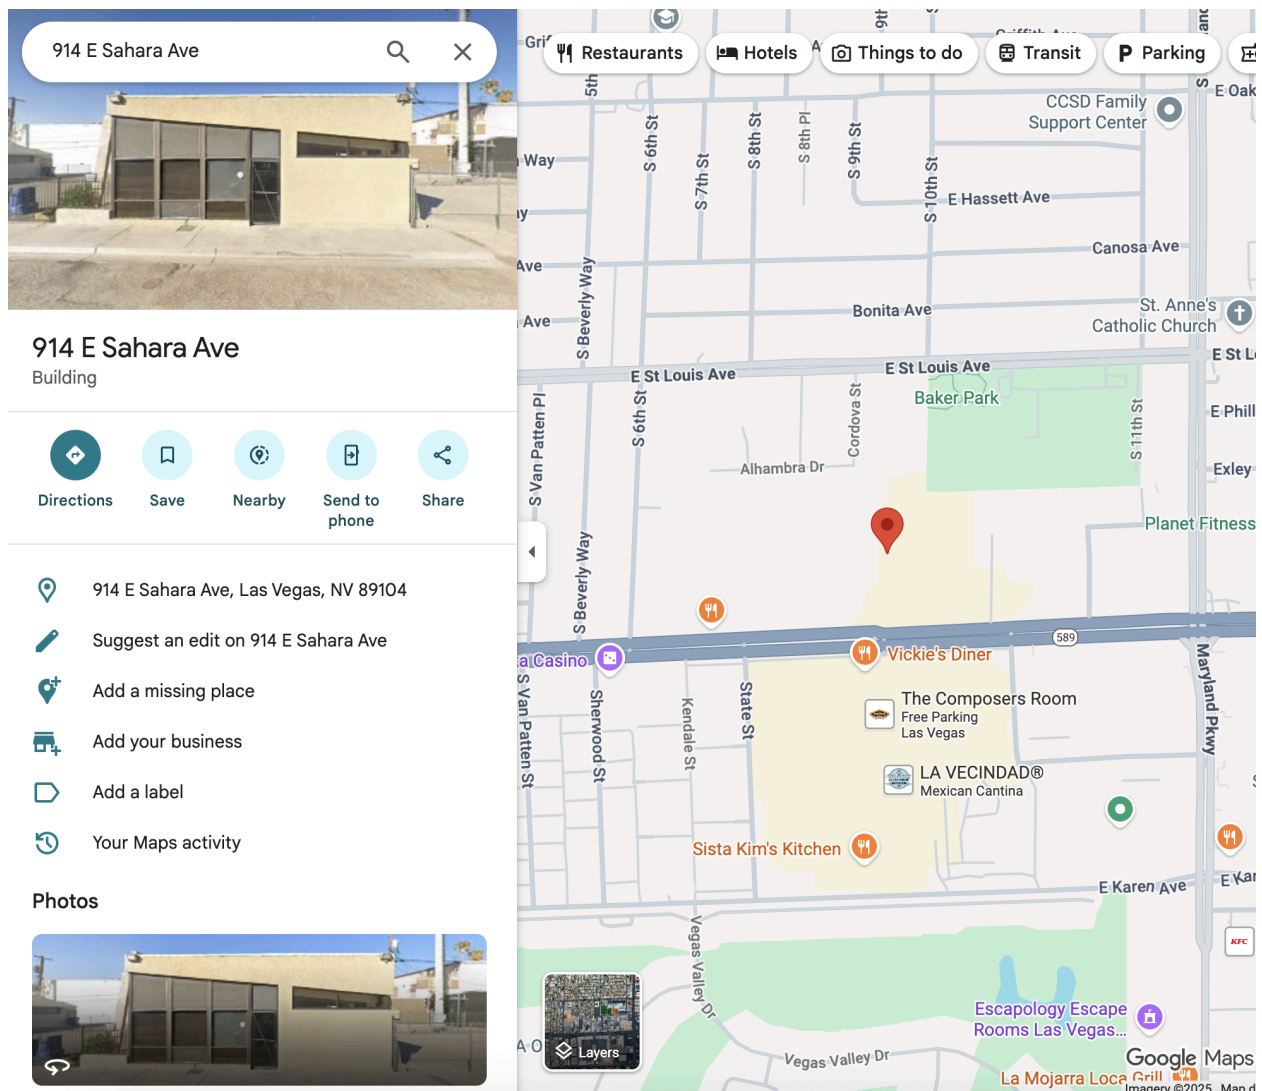 914 E Sahara Ave
914 E Sahara Ave
Building
Directions
Save
Nearby
Send to
phone
Share
914 E Sahara Ave, Las Vegas, NV 89104
Suggest an edit on 914 E Sahara Ave
Add a missing place
Add your business
Add a label
Your Maps activity
Photos
Restaurants
Hotels
Things to do
Transit
Parking
9th
5th
S 6th St
S 7th St
S 8th St
S 8th Pl
S 9th St
S 10th St
E Oak
CCSD Family
Support Center
Way
E Hassett Ave
Canosa Ave
Ave
S Beverly Way
Bonita Ave
Ave
St. Anne's
Catholic Church
E St Louis Ave
E St Louis Ave
E St L
Baker Park
S Van Patten Pl
S 6th St
Cordova St
S 11th St
E Phill
Alhambra Dr
Exley
Planet Fitness
S Beverly Way
589
Vickie's Diner
Casino
S Van Patten St
Sherwood St
Kendale St
State St
Maryland Pkwy
The Composers Room
Free Parking
Las Vegas
LA VECINDAD®
Mexican Cantina
Sista Kim's Kitchen
E Karen Ave
E Kar
KFC
Vegas Valley Dr
Escapology Escape
Rooms Las Vegas...
Layers
Vegas Valley Dr
Google Maps
La Mojarra Loca Grill
Imagery ©2025
Map d